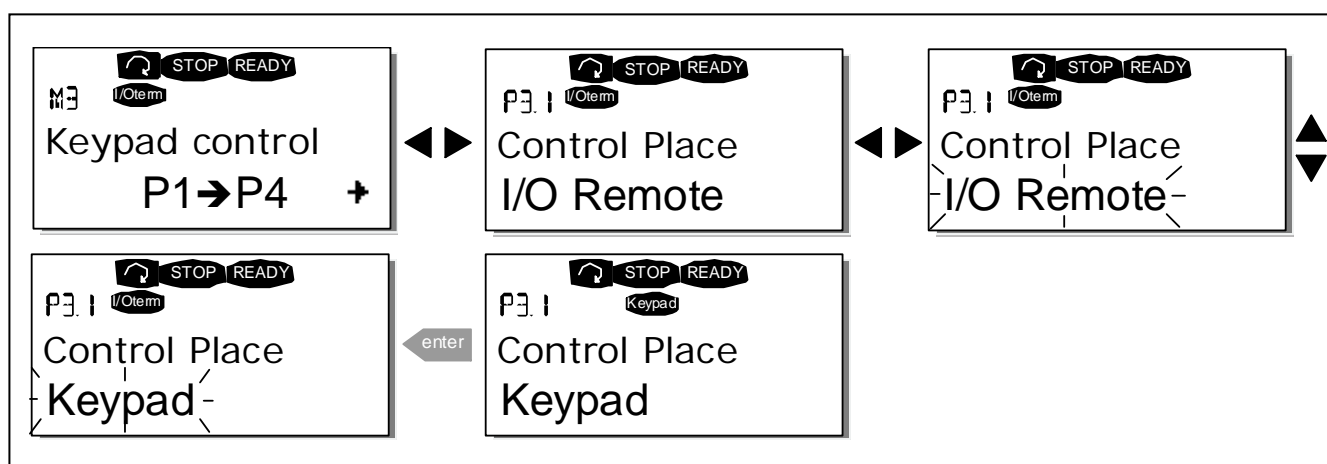 STOP READY
M3 I/Oterm
Keypad control
P1➔P4
STOP READY
P3.1 I/Oterm
Control Place
I/O Remote
STOP READY
P3.1 I/Oterm
Control Place
I/O Remote
STOP READY
P3.1 I/Oterm
Control Place
Keypad
enter
STOP READY
P3.1 Keypad
Control Place
Keypad